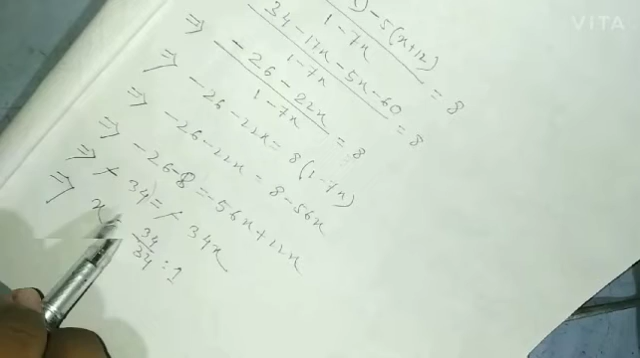 VITA
) - 5(x+12) / 1-7x = 8
⇒ 34-17x-5x-60 / 1-7x = 8
⇒ -26-22x / 1-7x = 8
⇒ -26-22x = 8(1-7x)
⇒ -26-22x = 8-56x
⇒ -26-8 = -56x+22x
⇒ -34 = -34x
x = 34/34 : 1